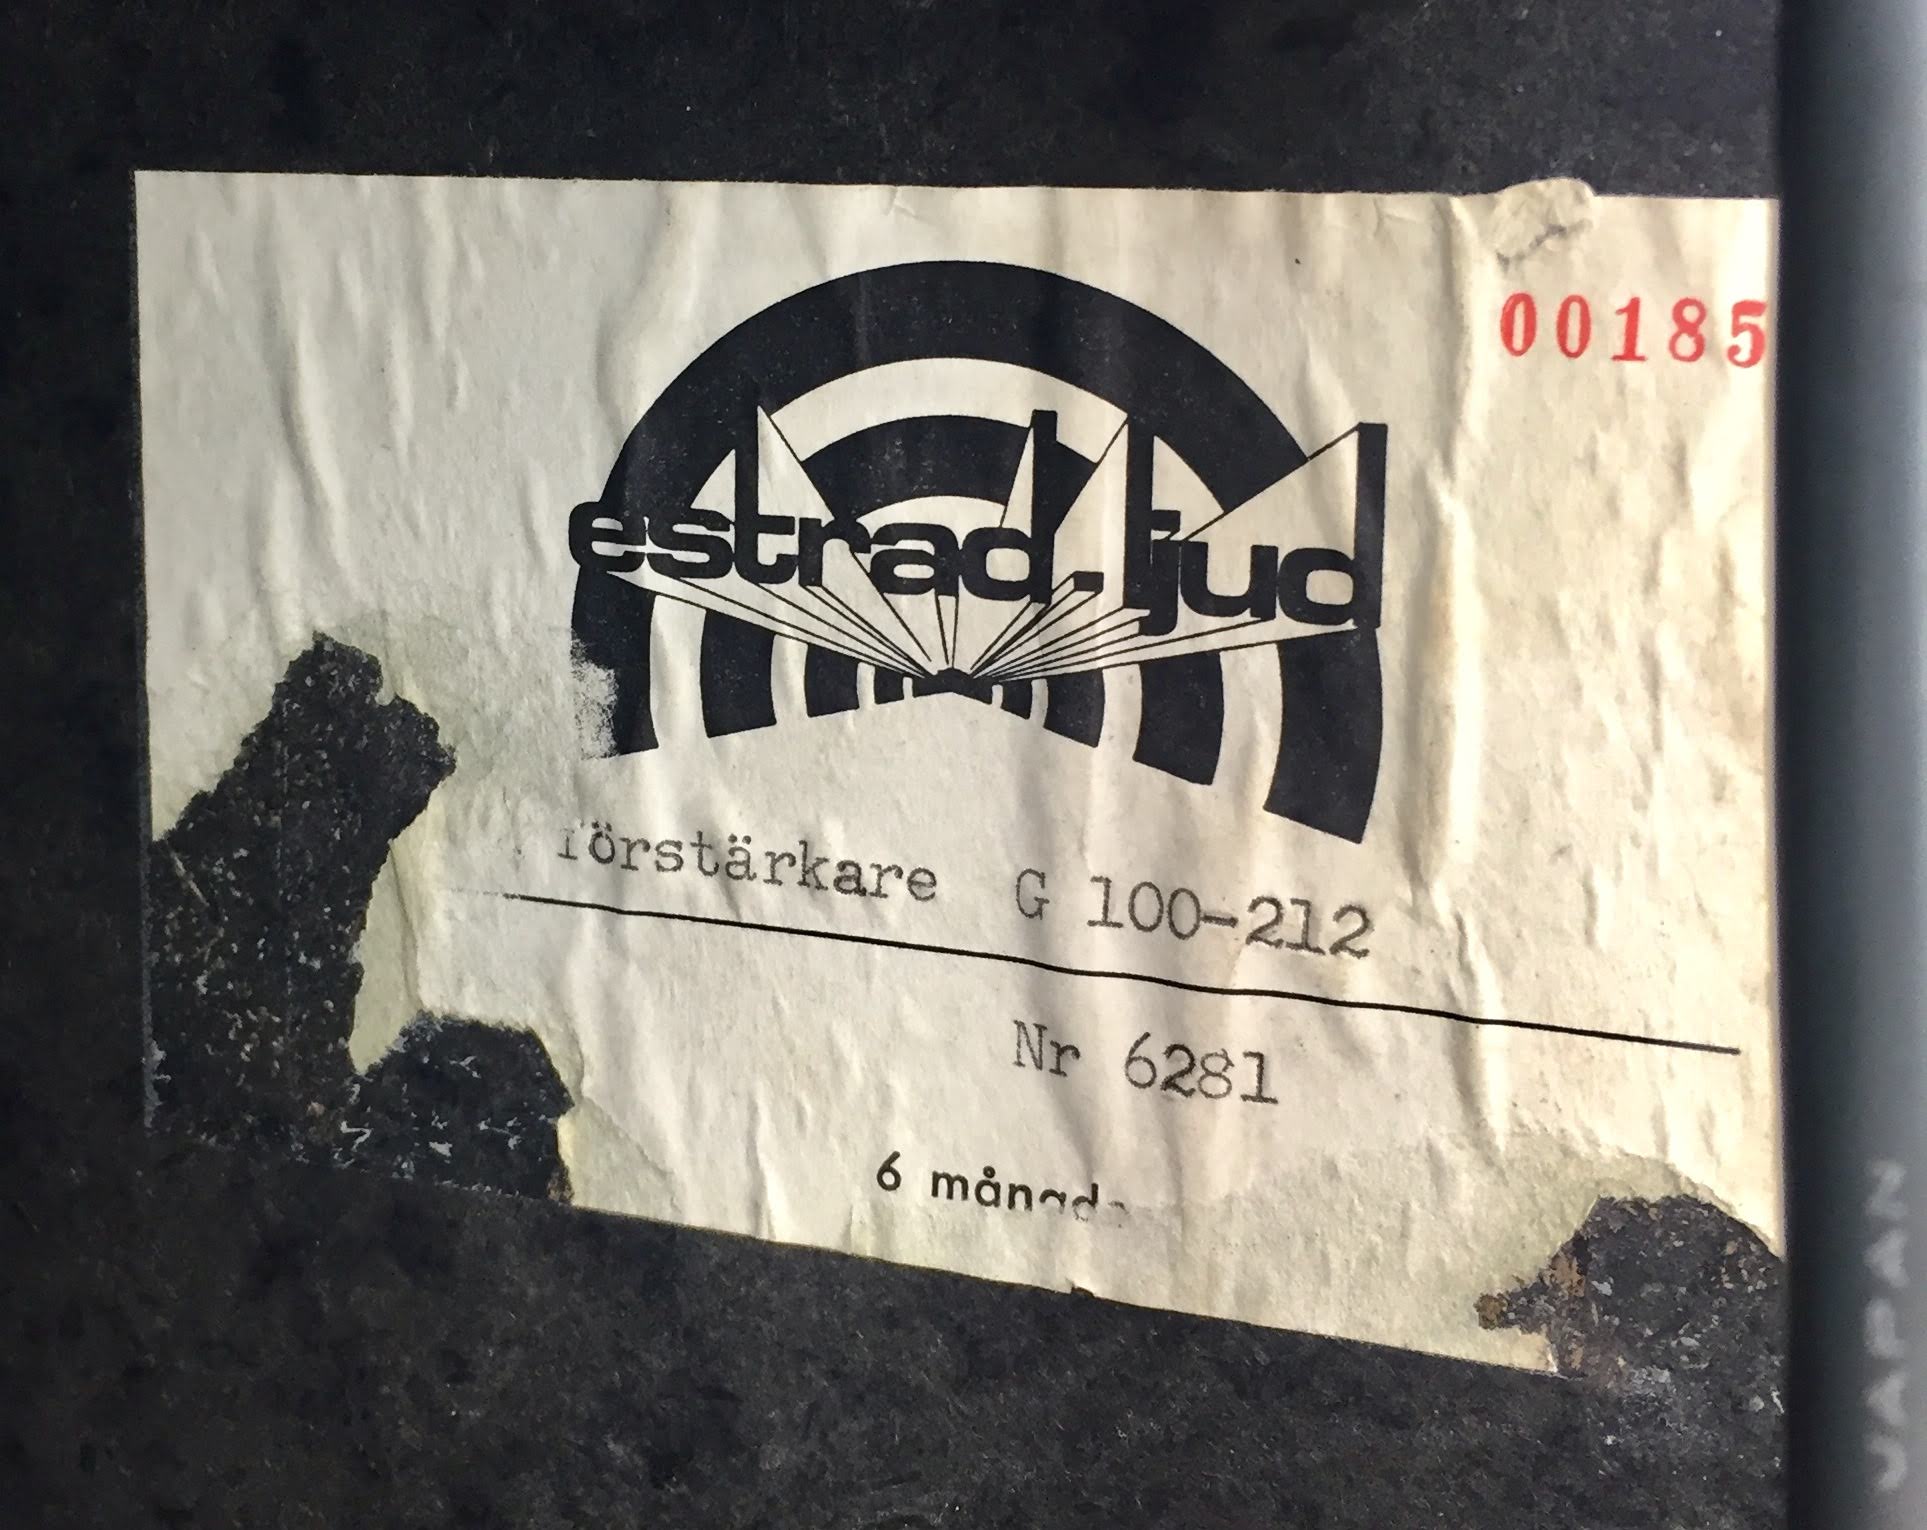 00185
estrad-ljud
förstärkare G 100-212
Nr 6281
6 månad
JAPAN